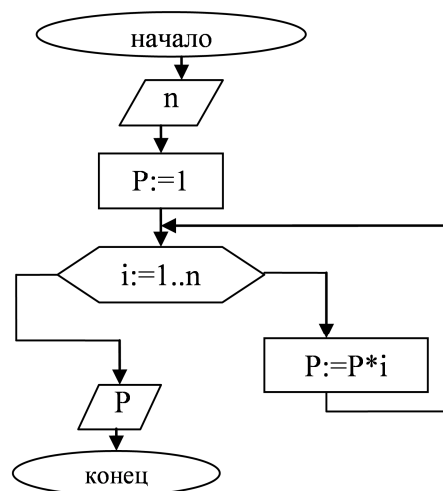 начало
n
P:=1
i:=1..n
P:=P*i
P
конец